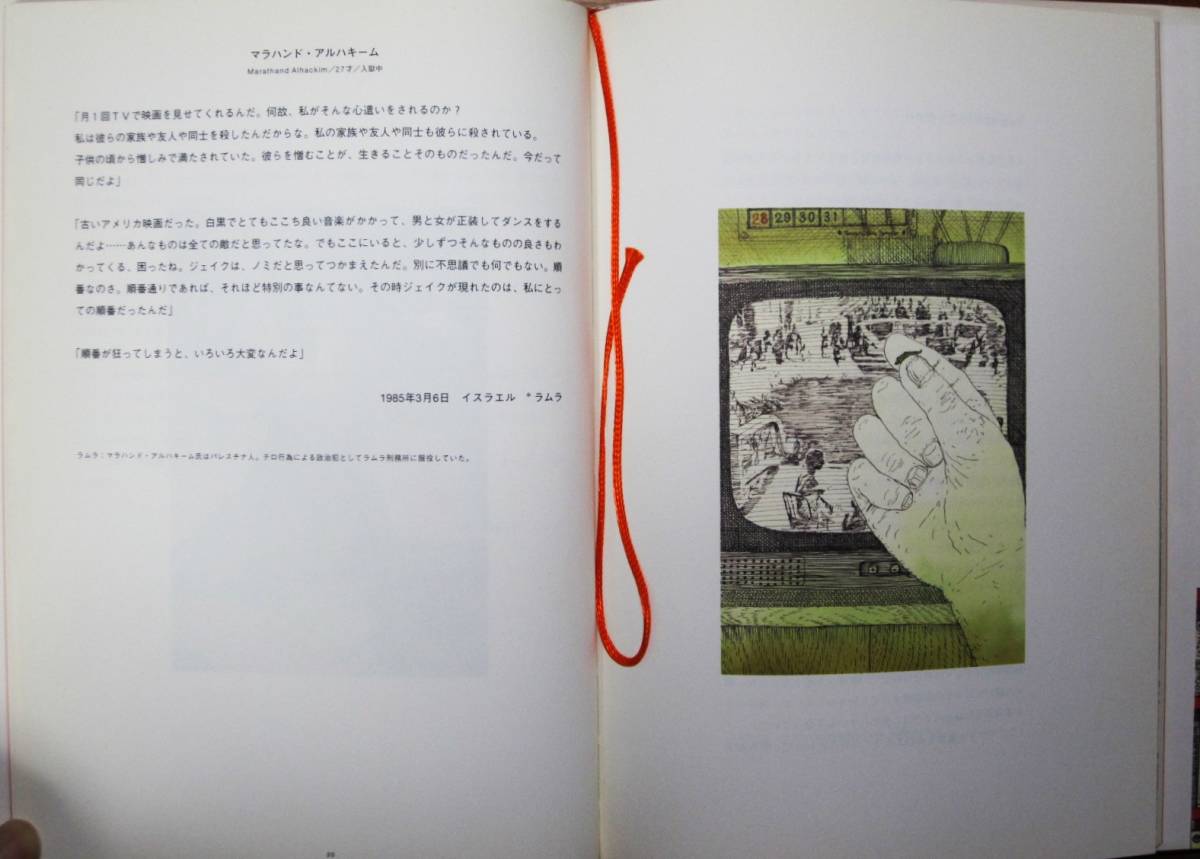 マラハンド・アルハキーム
Marathand Alhackim／27才／入獄中
「月1回TVで映画を見せてくれるんだ。何故、私がそんな心遣いをされるのか？
私は彼らの家族や友人や同士を殺したんだからな。私の家族や友人や同士も彼らに殺されている。
子供の頃から憎しみで満たされていた。彼らを憎むことが、生きることそのものだったんだ。今だって
同じだよ」
「古いアメリカ映画だった。白黒でとてもここち良い音楽がかかって、男と女が正装してダンスをする
んだよ……あんなものは全ての敵だと思ってたな。でもここにいると、少しずつそんなものの良さもわ
かってくる、困ったね。ジェイクは、ノミだと思ってつかまえたんだ。別に不思議でも何でもない。順
番なのさ。順番通りであれば、それほど特別の事なんてない。その時ジェイクが現れたのは、私にとっ
ての順番だったんだ」
「順番が狂ってしまうと、いろいろ大変なんだよ」
1985年3月6日　イスラエル　＊ラムラ
ラムラ：マラハンド・アルハキーム氏はパレスチナ人。テロ行為による政治犯としてラムラ刑務所に服役していた。
28 29 30 31